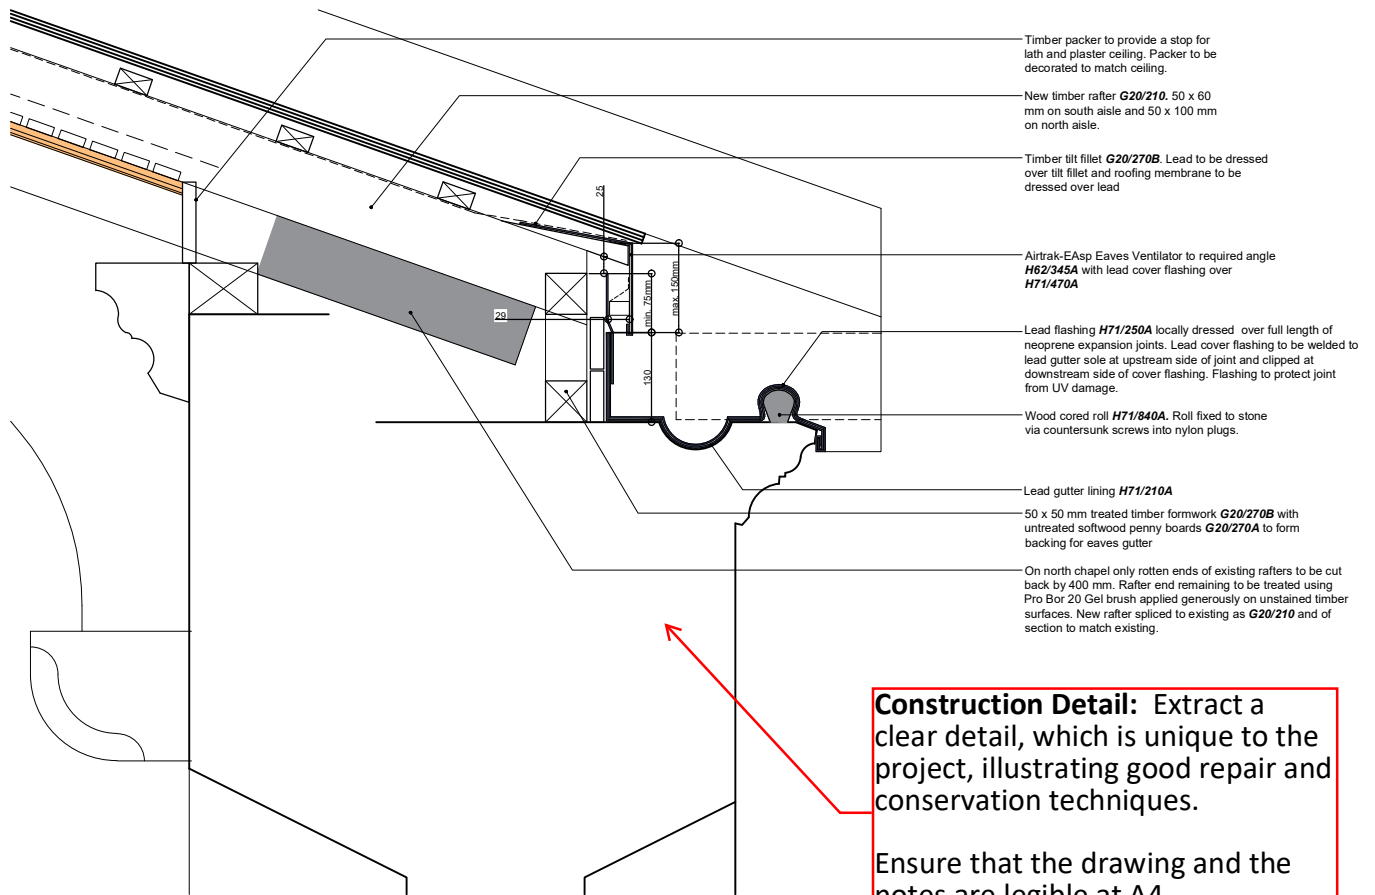 Timber packer to provide a stop for
lath and plaster ceiling. Packer to be
decorated to match ceiling.
New timber rafter G20/210. 50 x 60
mm on south aisle and 50 x 100 mm
on north aisle.
Timber tilt fillet G20/270B. Lead to be dressed
over tilt fillet and roofing membrane to be
dressed over lead
Airtrak-EAsp Eaves Ventilator to required angle
H62/345A with lead cover flashing over
H71/470A
Lead flashing H71/250A locally dressed over full length of
neoprene expansion joints. Lead cover flashing to be welded to
lead gutter sole at upstream side of joint and clipped at
downstream side of cover flashing. Flashing to protect joint
from UV damage.
Wood cored roll H71/840A. Roll fixed to stone
via countersunk screws into nylon plugs.
Lead gutter lining H71/210A
50 x 50 mm treated timber formwork G20/270B with
untreated softwood penny boards G20/270A to form
backing for eaves gutter
On north chapel only rotten ends of existing rafters to be cut
back by 400 mm. Rafter end remaining to be treated using
Pro Bor 20 Gel brush applied generously on unstained timber
surfaces. New rafter spliced to existing as G20/210 and of
section to match existing.
25
29
min. 75mm
max. 150mm
130
Construction Detail: Extract a
clear detail, which is unique to the
project, illustrating good repair and
conservation techniques.
Ensure that the drawing and the
notes are legible at A4